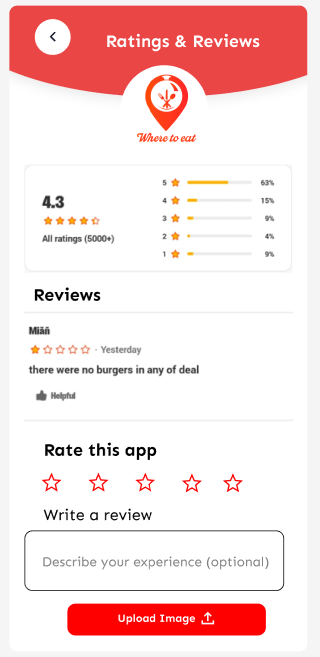 Ratings & Reviews
Where to eat
4.3
All ratings (5000+)
5 63%
4 15%
3 9%
2 4%
1 9%
Reviews
Miāñ
· Yesterday
there were no burgers in any of deal
Helpful
Rate this app
Write a review
Describe your experience (optional)
Upload Image